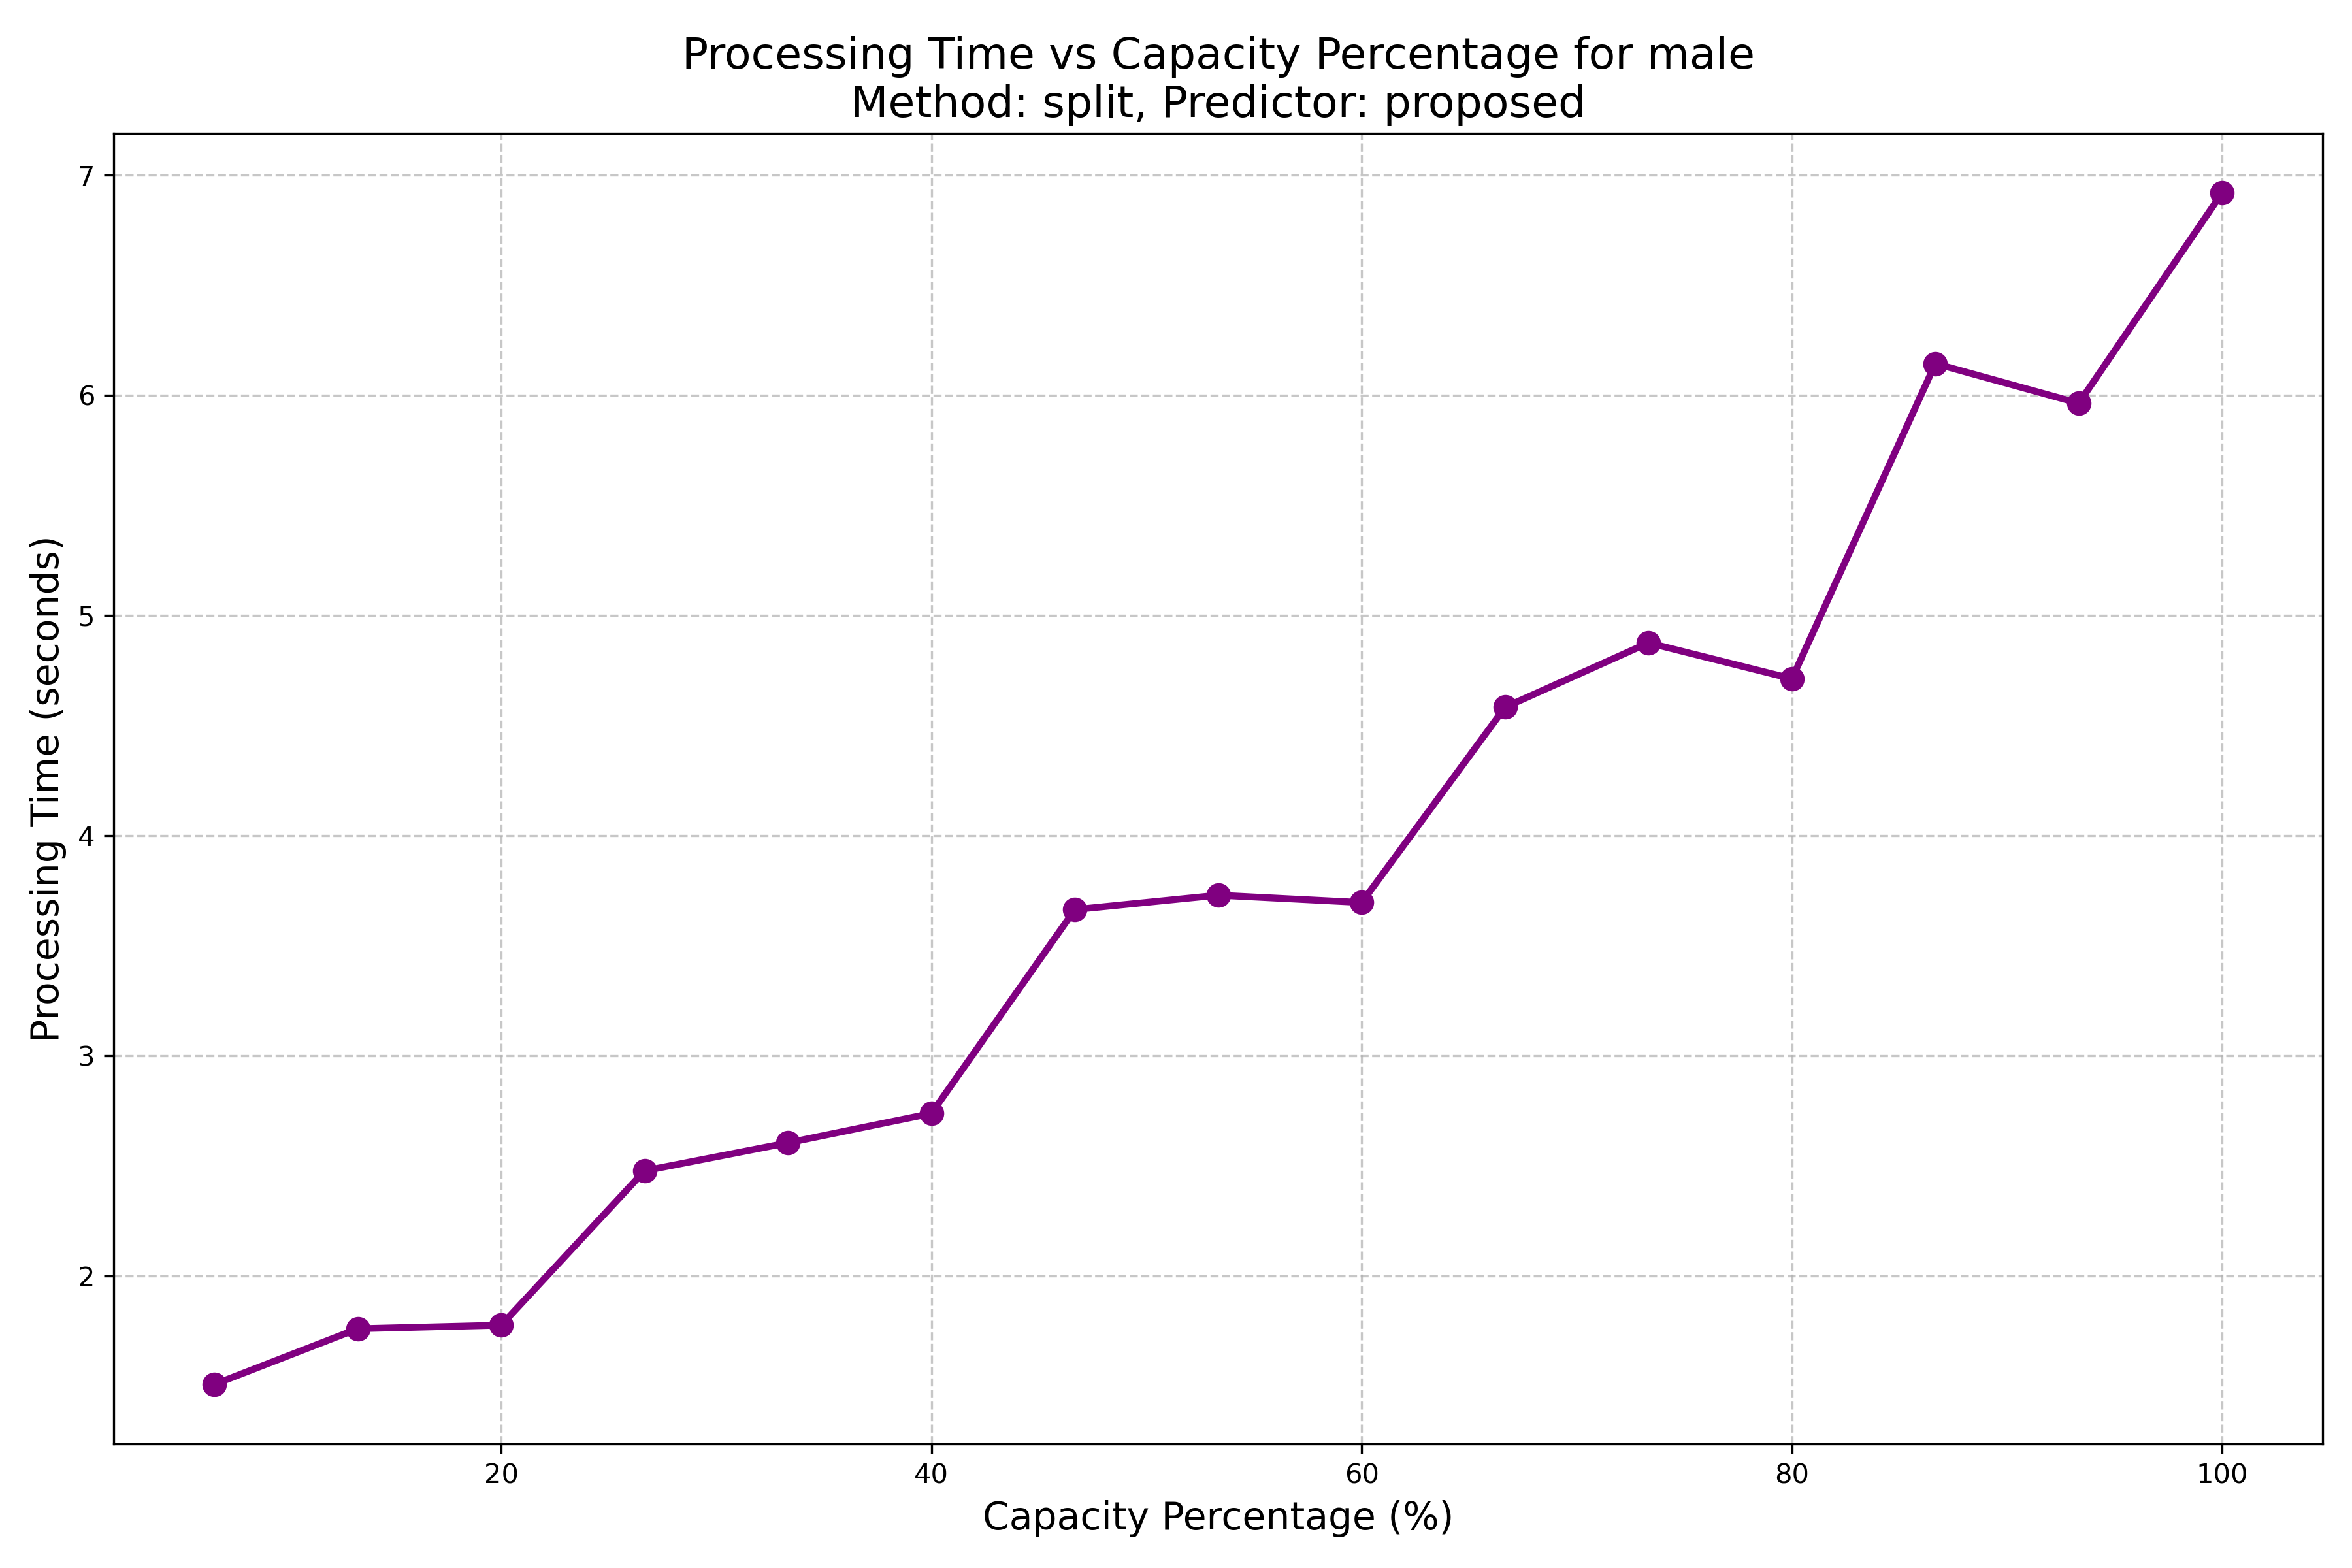 Processing Time vs Capacity Percentage for male
Method: split, Predictor: proposed
Processing Time (seconds)
7
6
5
4
3
2
20 40 60 80 100
Capacity Percentage (%)